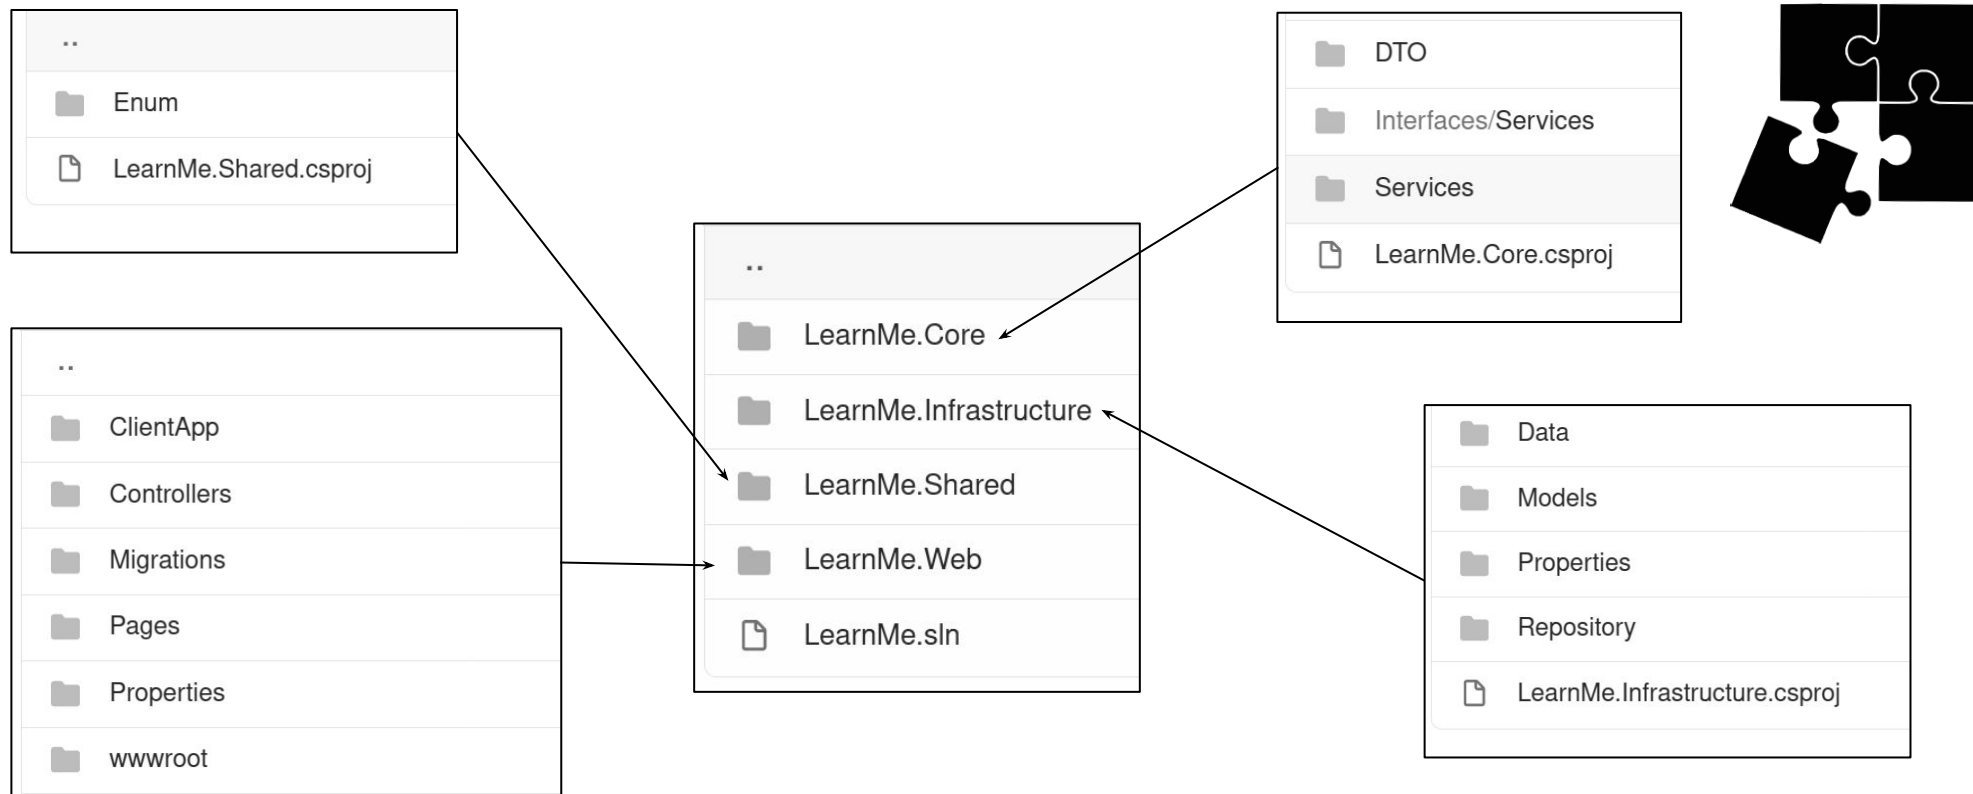 ..
Enum
LearnMe.Shared.csproj
..
ClientApp
Controllers
Migrations
Pages
Properties
wwwroot
..
LearnMe.Core
LearnMe.Infrastructure
LearnMe.Shared
LearnMe.Web
LearnMe.sln
DTO
Interfaces/Services
Services
LearnMe.Core.csproj
Data
Models
Properties
Repository
LearnMe.Infrastructure.csproj